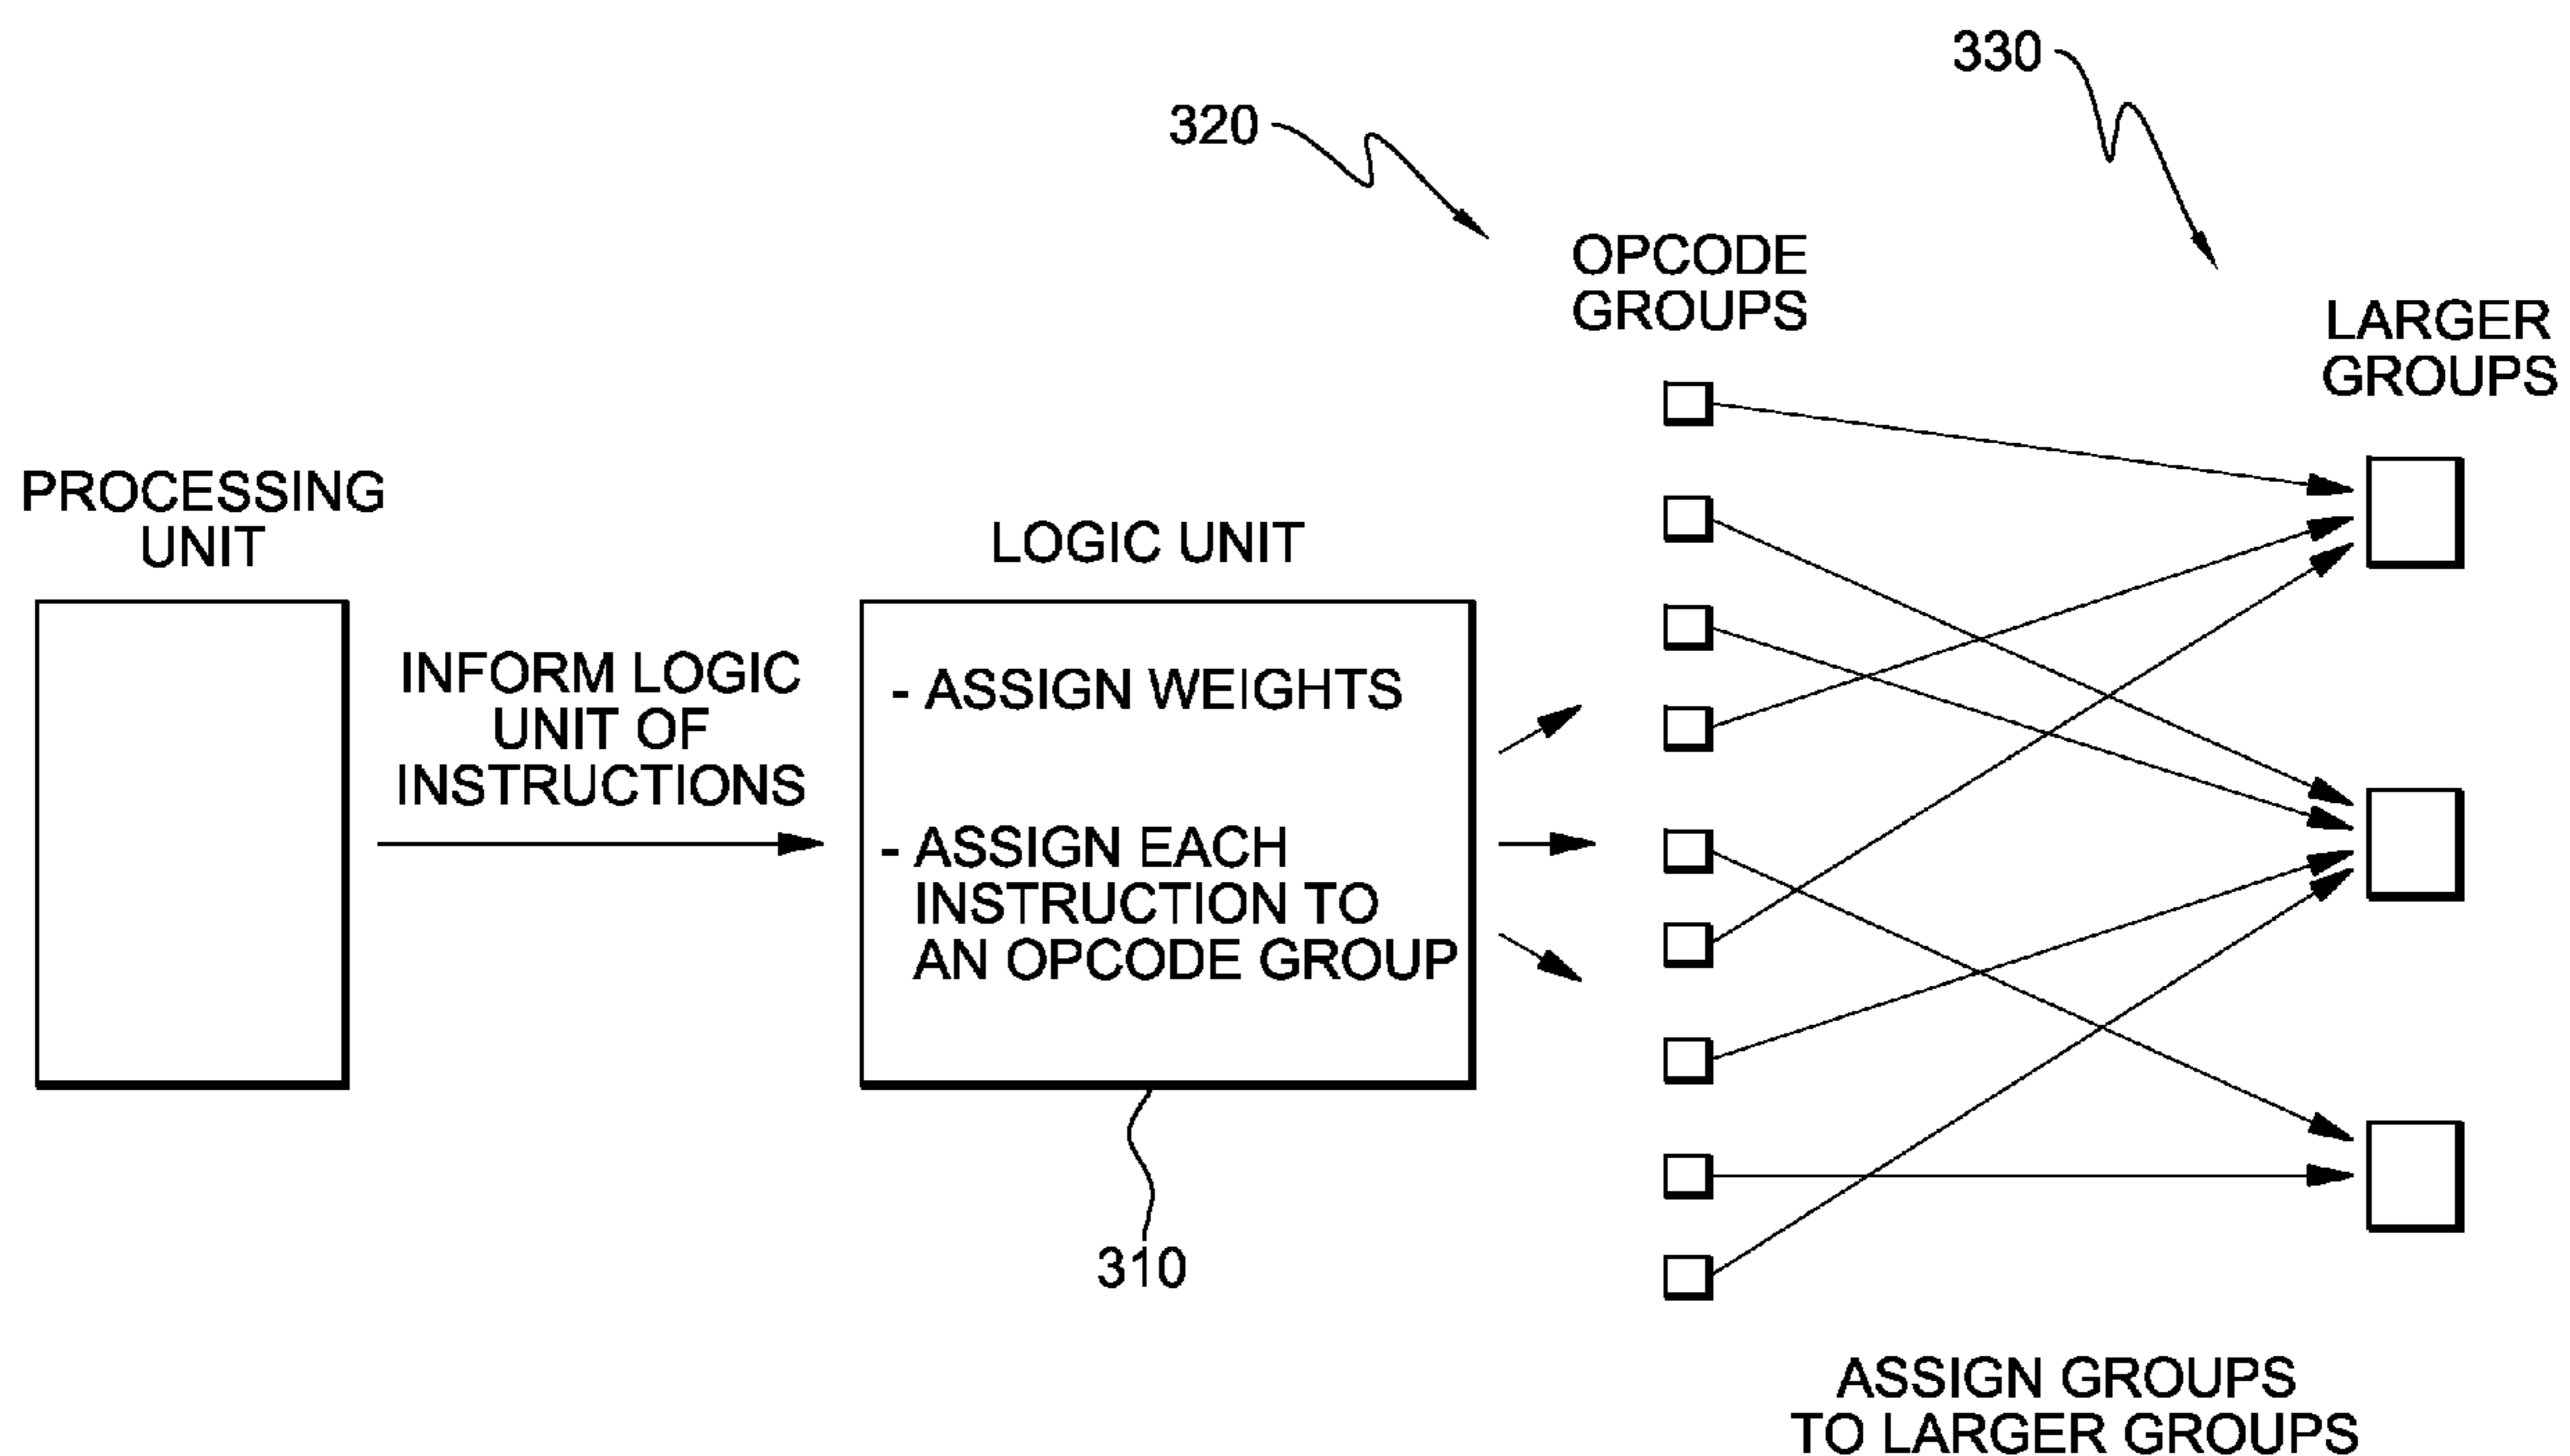 330
320
OPCODE
GROUPS
LARGER
GROUPS
PROCESSING
UNIT
LOGIC UNIT
INFORM LOGIC
UNIT OF
INSTRUCTIONS
- ASSIGN WEIGHTS
- ASSIGN EACH
INSTRUCTION TO
AN OPCODE GROUP
310
ASSIGN GROUPS
TO LARGER GROUPS